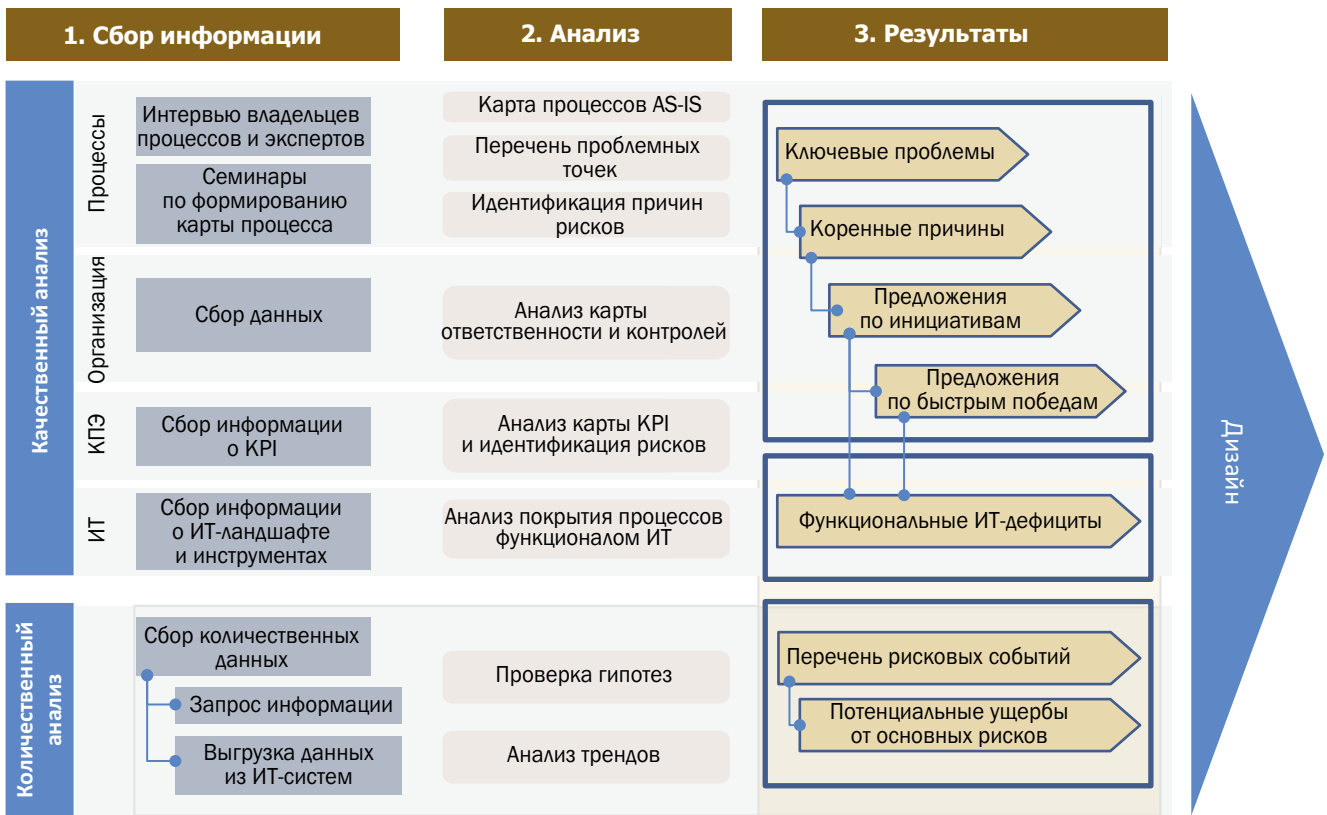 1. Сбор информации
2. Анализ
3. Результаты
Качественный анализ
Процессы
Интервью владельцев
процессов и экспертов
Семинары
по формированию
карты процесса
Карта процессов AS-IS
Перечень проблемных
точек
Идентификация причин
рисков
Ключевые проблемы
Коренные причины
Организация
Сбор данных
Анализ карты
ответственности и контролей
Предложения
по инициативам
Предложения
по быстрым победам
КПЭ
Сбор информации
о KPI
Анализ карты KPI
и идентификация рисков
ИТ
Сбор информации
о ИТ-ландшафте
и инструментах
Анализ покрытия процессов
функционалом ИТ
Функциональные ИТ-дефициты
Количественный
анализ
Сбор количественных
данных
Запрос информации
Выгрузка данных
из ИТ-систем
Проверка гипотез
Анализ трендов
Перечень рисковых событий
Потенциальные ущербы
от основных рисков
Дизайн